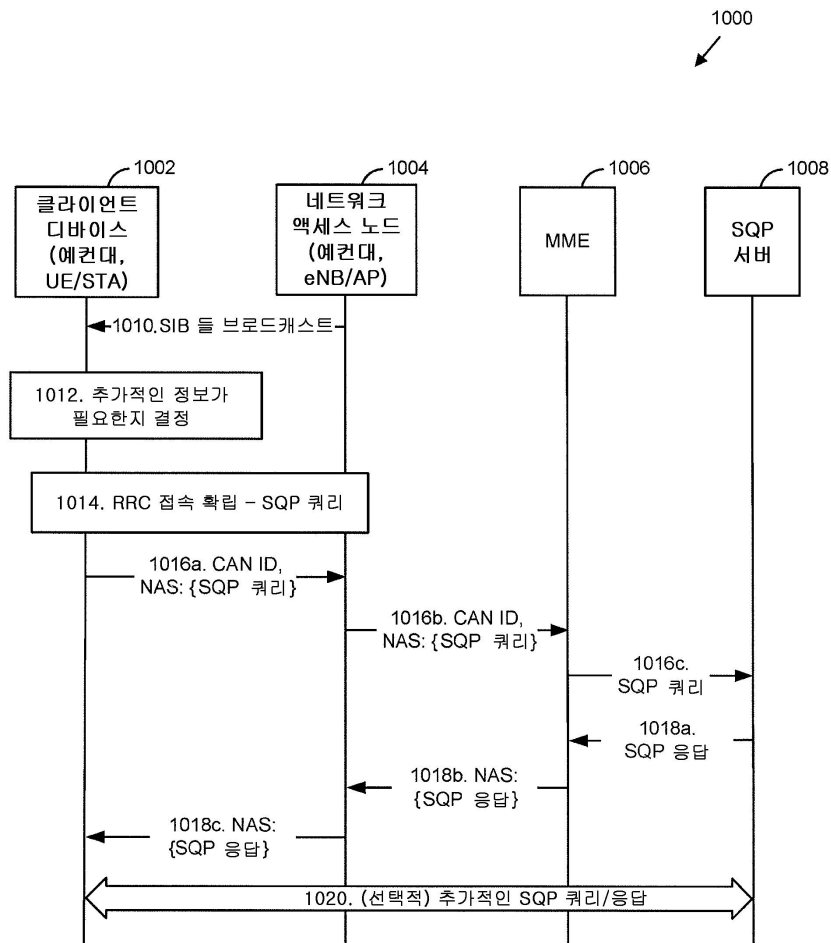 1000
1002
1004
1006
1008
클라이언트
디바이스
(예컨대,
UE/STA)
네트워크
액세스 노드
(예컨대,
eNB/AP)
MME
SQP
서버
1010.SIB 들 브로드캐스트
1012. 추가적인 정보가
필요한지 결정
1014. RRC 접속 확립 – SQP 쿼리
1016a. CAN ID,
NAS: {SQP 쿼리}
1016b. CAN ID,
NAS: {SQP 쿼리}
1016c.
SQP 쿼리
1018a.
SQP 응답
1018b. NAS:
{SQP 응답}
1018c. NAS:
{SQP 응답}
1020. (선택적) 추가적인 SQP 쿼리/응답